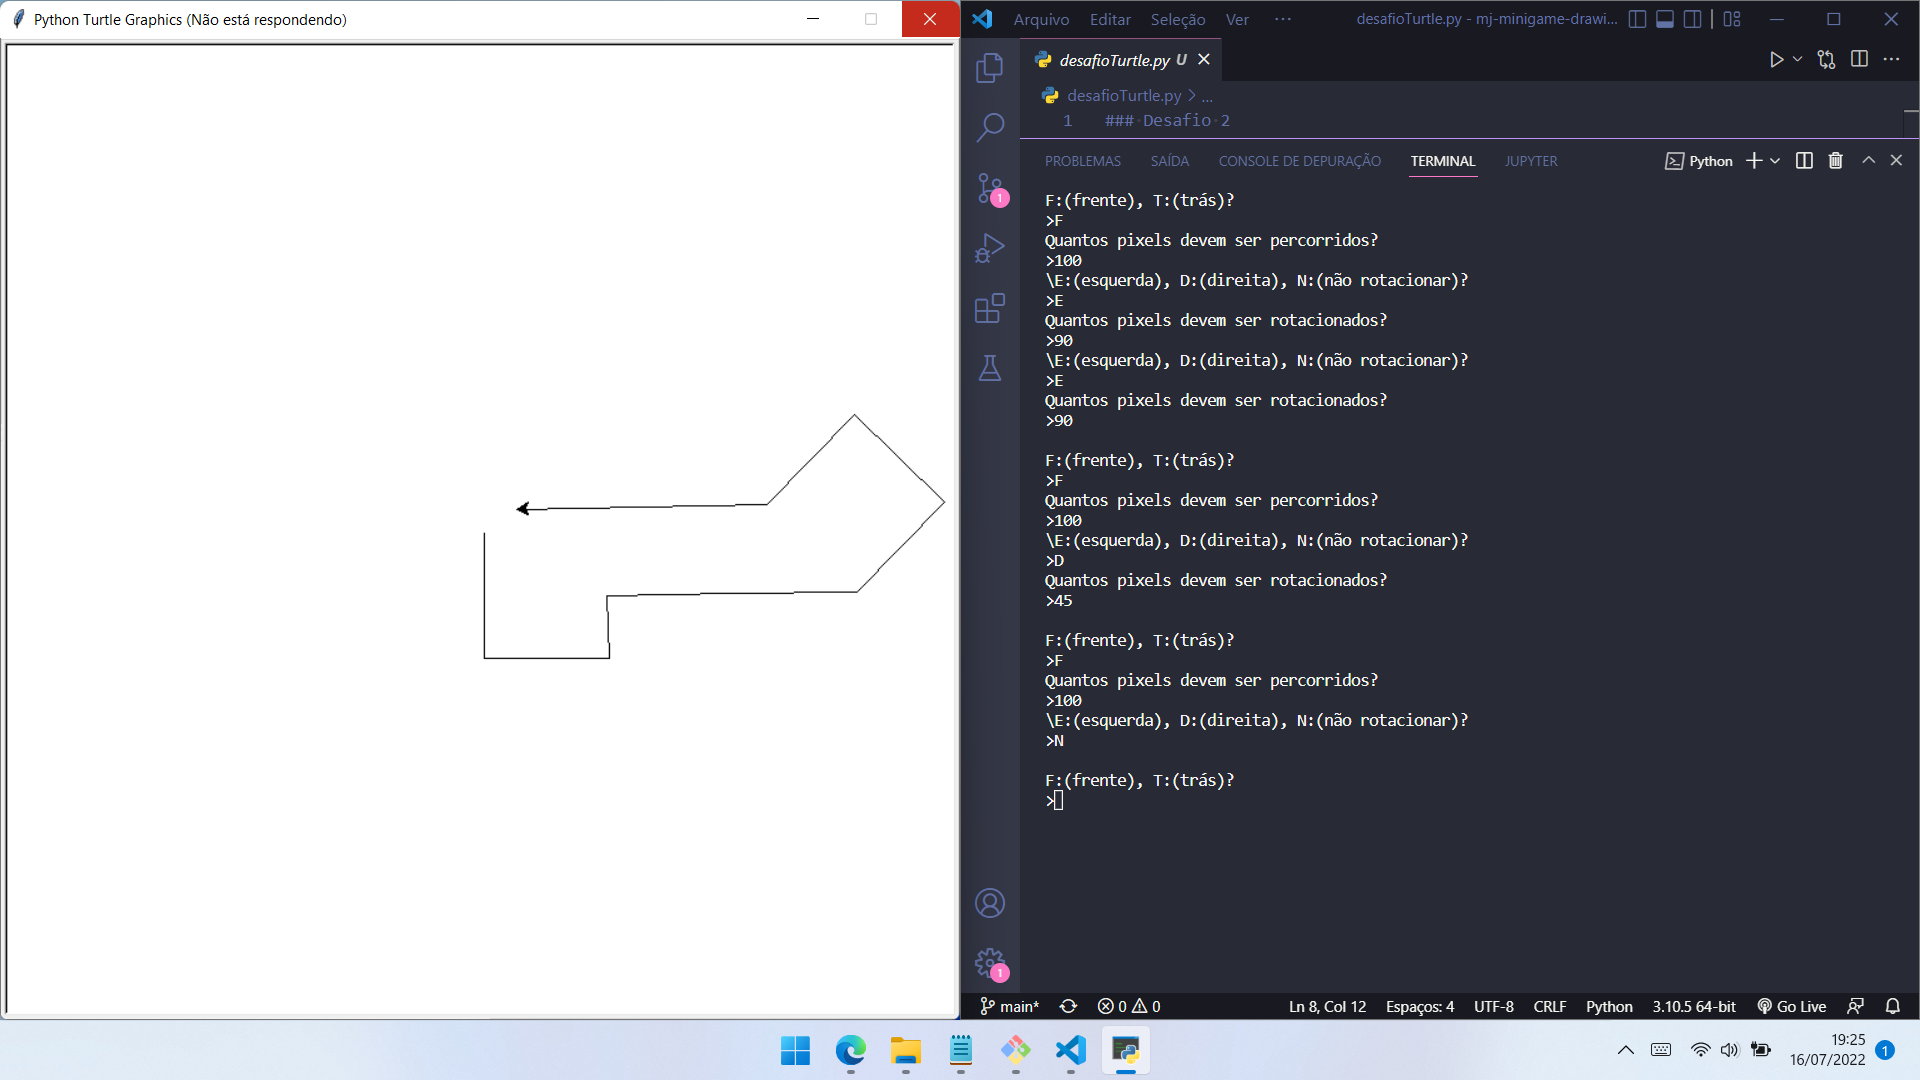 Python Turtle Graphics (Não está respondendo)
Arquivo Editar Seleção Ver ··· desafioTurtle.py - mj-minigame-drawi...
desafioTurtle.py U
desafioTurtle.py > ...
1 ### Desafio 2
PROBLEMAS SAÍDA CONSOLE DE DEPURAÇÃO TERMINAL JUPYTER Python
F:(frente), T:(trás)?
>F
Quantos pixels devem ser percorridos?
>100
\E:(esquerda), D:(direita), N:(não rotacionar)?
>E
Quantos pixels devem ser rotacionados?
>90
\E:(esquerda), D:(direita), N:(não rotacionar)?
>E
Quantos pixels devem ser rotacionados?
>90
F:(frente), T:(trás)?
>F
Quantos pixels devem ser percorridos?
>100
\E:(esquerda), D:(direita), N:(não rotacionar)?
>D
Quantos pixels devem ser rotacionados?
>45
F:(frente), T:(trás)?
>F
Quantos pixels devem ser percorridos?
>100
\E:(esquerda), D:(direita), N:(não rotacionar)?
>N
F:(frente), T:(trás)?
>
1
1
main* 0 0 Ln 8, Col 12 Espaços: 4 UTF-8 CRLF Python 3.10.5 64-bit Go Live
19:25
16/07/2022 1